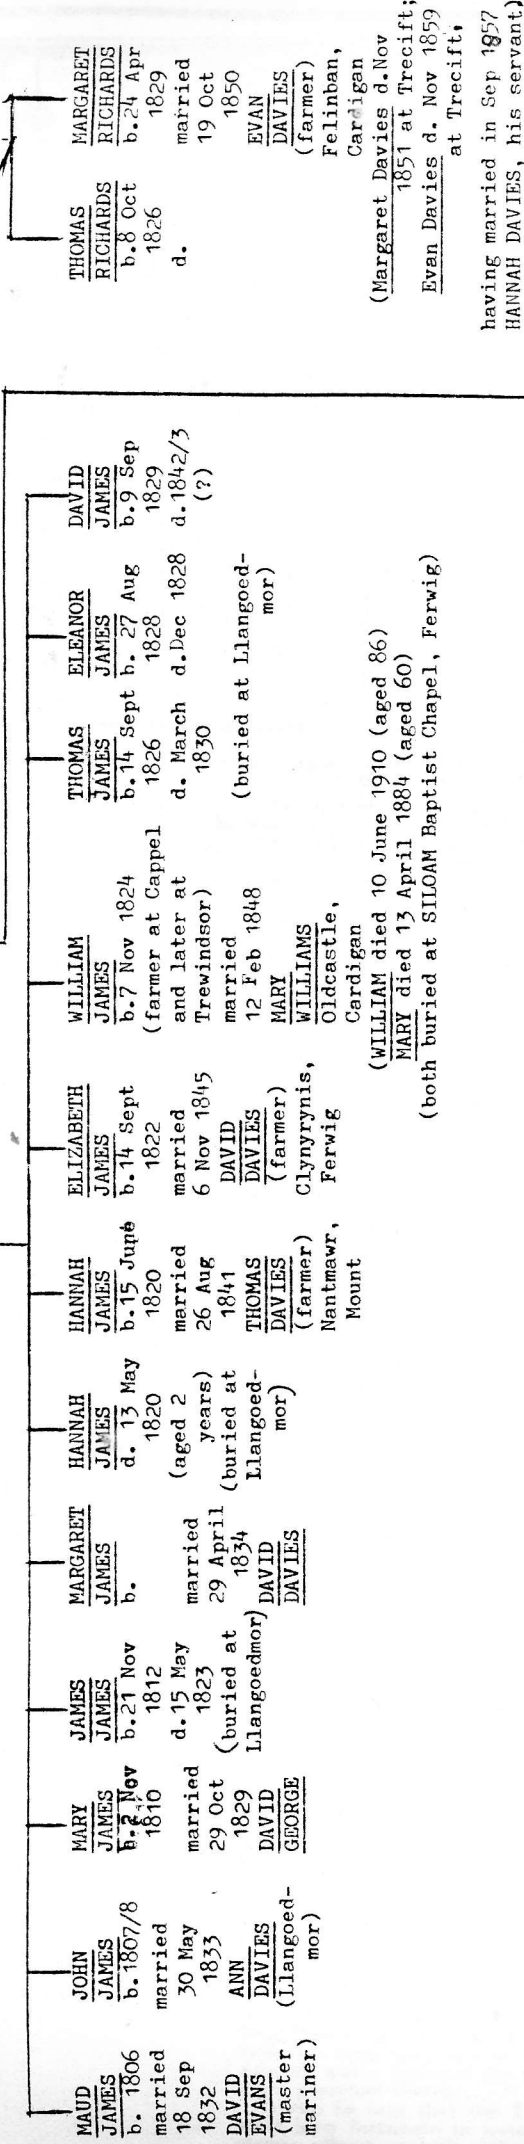 MAUD
JAMES
b. 1806
married
18 Sep
1832
DAVID
EVANS
(master
mariner)
JOHN
JAMES
b.1807/8
married
30 May
1833
ANN
DAVIES
(Llangoed-
mor)
MARY
JAMES
b.2 Nov
1810
married
29 Oct
1829
DAVID
GEORGE
JAMES
JAMES
b.21 Nov
1812
d.15 May
1823
(buried at
Llangoedmor)
MARGARET
JAMES
b.
married
29 April
1834
DAVID
DAVIES
HANNAH
JAMES
d. 13 May
1820
(aged 2
years)
(buried at
Llangoed-
mor)
HANNAH
JAMES
b.15 June
1820
married
26 Aug
1841
THOMAS
DAVIES
(farmer)
Nantmawr,
Mount
ELIZABETH
JAMES
b.14 Sept
1822
married
6 Nov 1845
DAVID
DAVIES
(farmer)
Clynyrynis,
Ferwig
WILLIAM
JAMES
b.7 Nov 1824
(farmer at Cappel
and later at
Trewindsor)
married
12 Feb 1848
MARY
WILLIAMS
Oldcastle,
Cardigan
(WILLIAM died 10 June 1910 (aged 86)
MARY died 13 April 1884 (aged 60)
(both buried at SILOAM Baptist Chapel, Ferwig)
THOMAS
JAMES
b.14 Sept
1826
d. March
1830
ELEANOR
JAMES
b. 27 Aug
1828
d.Dec 1828
(buried at Llangoed-
mor)
DAVID
JAMES
b.9 Sep
1829
d.1842/3
(?)
THOMAS
RICHARDS
b.8 Oct
1826
d.
MARGARET
RICHARDS
b.24 Apr
1829
married
19 Oct
1850
EVAN
DAVIES
(farmer)
Felinban,
Cardigan
(Margaret Davies d.Nov
1851 at Trecift;
Evan Davies d. Nov 1859
at Trecift,
having married in Sep 1857
HANNAH DAVIES, his servant)